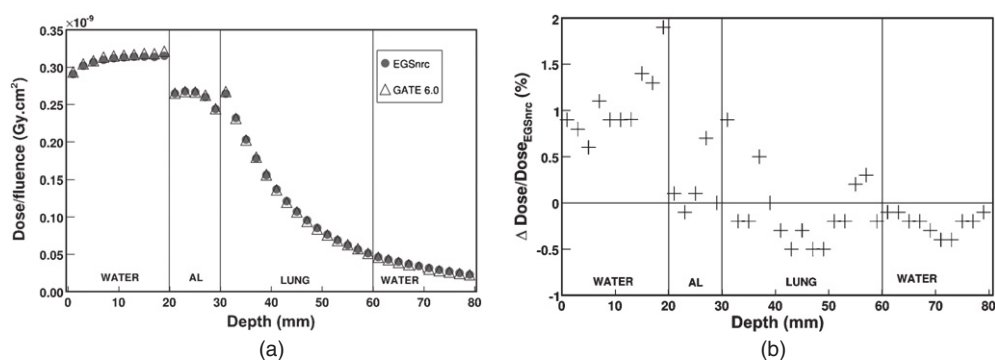 ×10⁻⁹
0.35
0.30
0.25
0.20
0.15
0.10
0.05
0.00
Dose/fluence (Gy.cm²)
EGSnrc
GATE 6.0
WATER AL LUNG WATER
0 10 20 30 40 50 60 70 80
Depth (mm)
(a)
2
1.5
1
0.5
0
-0.5
-1
Δ Dose/Dose_EGSnrc (%)
WATER AL LUNG WATER
0 10 20 30 40 50 60 70 80
Depth (mm)
(b)